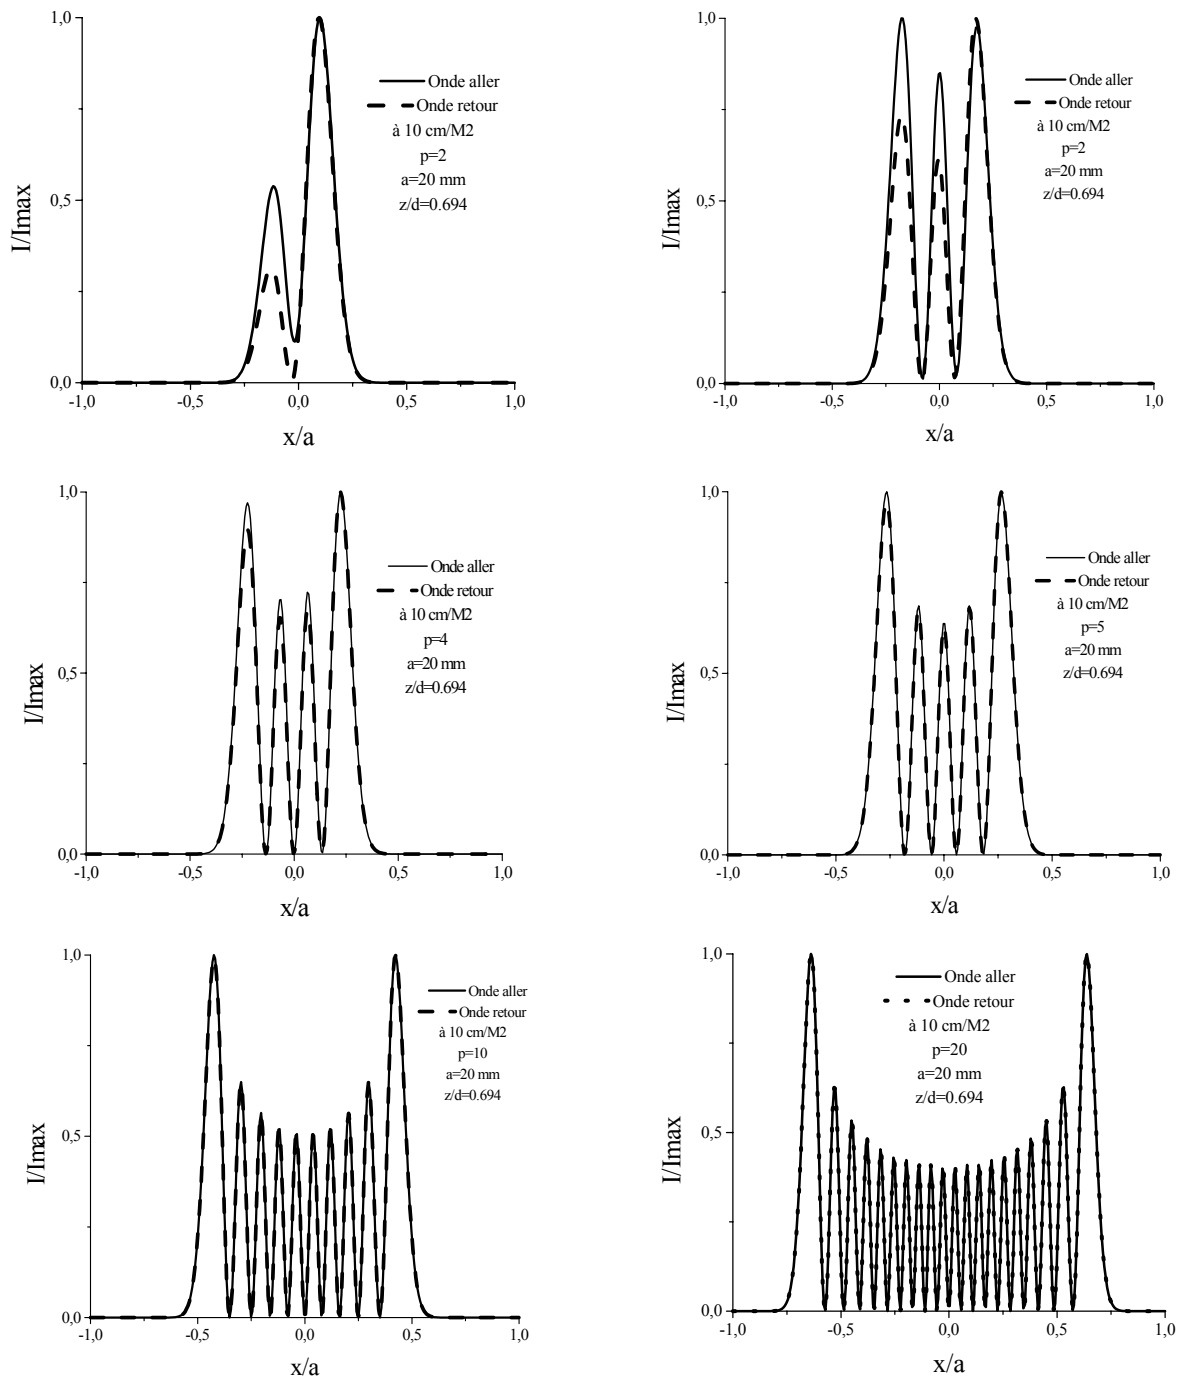 1,0
Onde aller
Onde retour
à 10 cm/M2
p=2
a=20 mm
z/d=0.694
0,5
I/Imax
0,0
-1,0 -0,5 0,0 0,5 1,0
x/a
1,0
Onde aller
Onde retour
à 10 cm/M2
p=2
a=20 mm
z/d=0.694
0,5
I/Imax
0,0
-1,0 -0,5 0,0 0,5 1,0
x/a
1,0
Onde aller
Onde retour
à 10 cm/M2
p=4
a=20 mm
z/d=0.694
0,5
I/Imax
0,0
-1,0 -0,5 0,0 0,5 1,0
x/a
1,0
Onde aller
Onde retour
à 10 cm/M2
p=5
a=20 mm
z/d=0.694
0,5
I/Imax
0,0
-1,0 -0,5 0,0 0,5 1,0
x/a
1,0
Onde aller
Onde retour
à 10 cm/M2
p=10
a=20 mm
z/d=0.694
0,5
I/Imax
0,0
-1,0 -0,5 0,0 0,5 1,0
x/a
1,0
Onde aller
Onde retour
à 10 cm/M2
p=20
a=20 mm
z/d=0.694
0,5
I/Imax
0,0
-1,0 -0,5 0,0 0,5 1,0
x/a